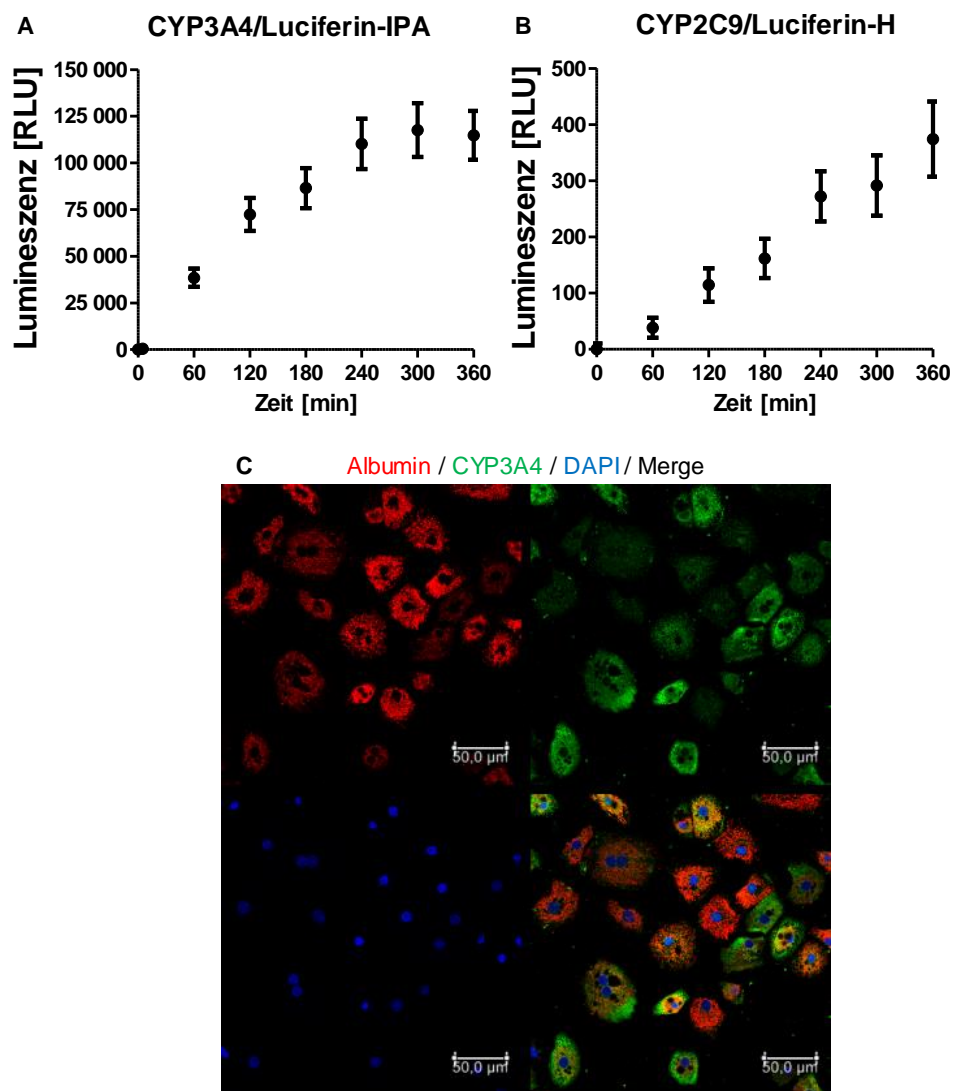 A CYP3A4/Luciferin-IPA
Lumineszenz [RLU]
150 000
125 000
100 000
75 000
50 000
25 000
0
0 60 120 180 240 300 360
Zeit [min]
B CYP2C9/Luciferin-H
Lumineszenz [RLU]
500
400
300
200
100
0
0 60 120 180 240 300 360
Zeit [min]
C Albumin / CYP3A4 / DAPI / Merge
50,0 µm
50,0 µm
50,0 µm
50,0 µm